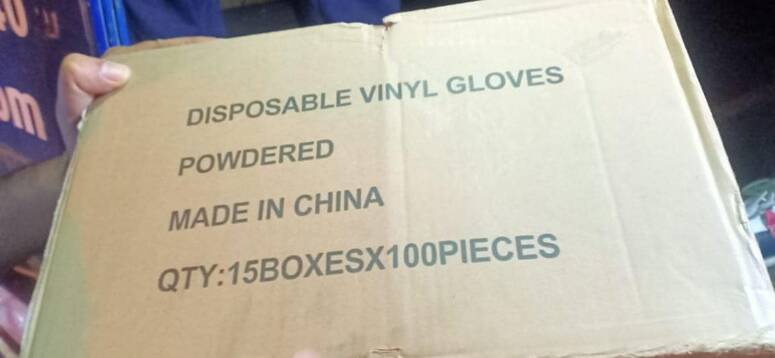 DISPOSABLE VINYL GLOVES
POWDERED
MADE IN CHINA
QTY:15BOXESX100PIECES